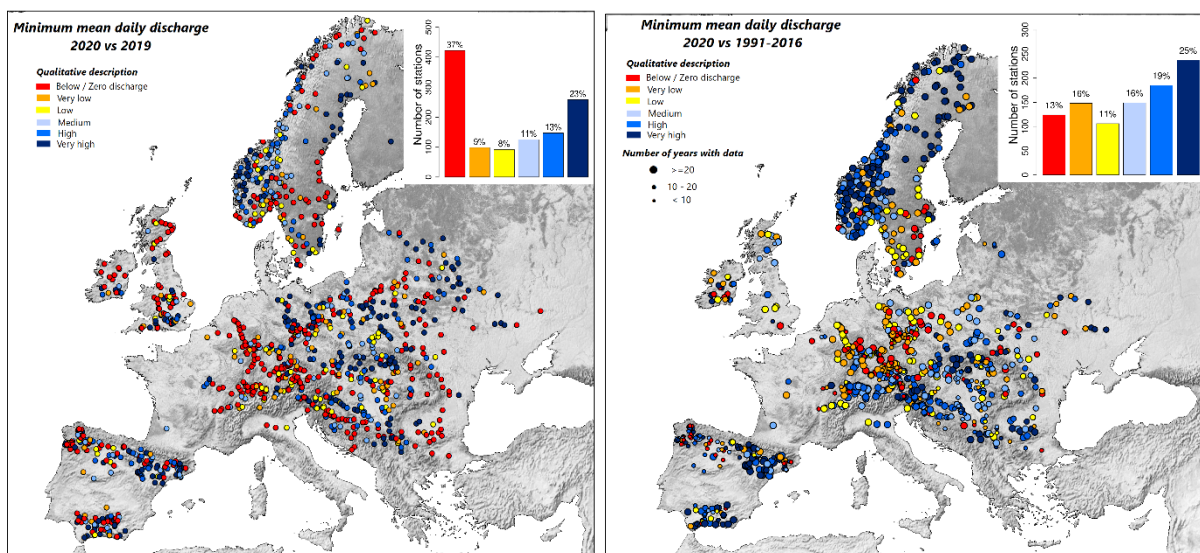 Minimum mean daily discharge
2020 vs 2019
Qualitative description
Below / Zero discharge
Very low
Low
Medium
High
Very high
Number of stations
500
400
300
200
100
0
37%
9%
8%
11%
13%
23%
Minimum mean daily discharge
2020 vs 1991-2016
Qualitative description
Below / Zero discharge
Very low
Low
Medium
High
Very high
Number of years with data
>=20
10 - 20
< 10
Number of stations
300
250
200
150
100
50
0
13%
16%
11%
16%
19%
25%